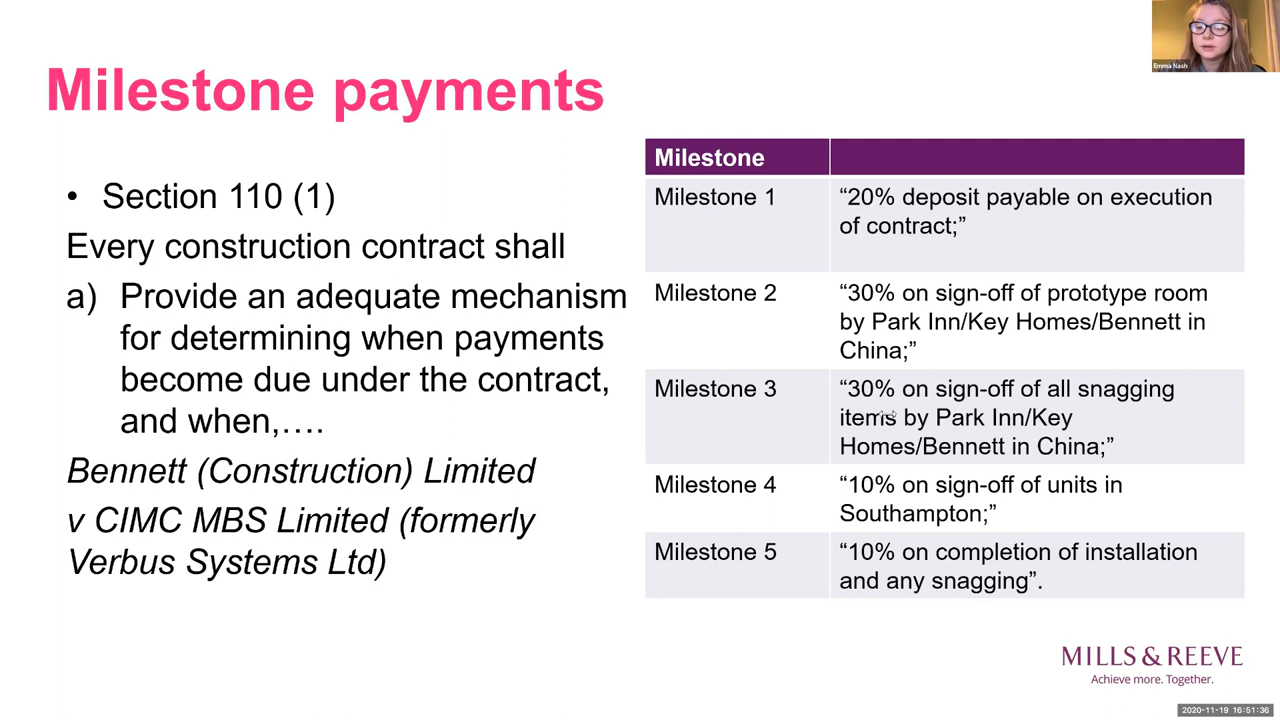 Emma Nash
Milestone payments
• Section 110 (1)
Every construction contract shall
a) Provide an adequate mechanism
for determining when payments
become due under the contract,
and when,….
Bennett (Construction) Limited
v CIMC MBS Limited (formerly
Verbus Systems Ltd)
Milestone
Milestone 1
“20% deposit payable on execution
of contract;”
Milestone 2
“30% on sign-off of prototype room
by Park Inn/Key Homes/Bennett in
China;”
Milestone 3
“30% on sign-off of all snagging
items by Park Inn/Key
Homes/Bennett in China;”
Milestone 4
“10% on sign-off of units in
Southampton;”
Milestone 5
“10% on completion of installation
and any snagging”.
MILLS & REEVE
Achieve more. Together.
2020-11-19 16:51:36